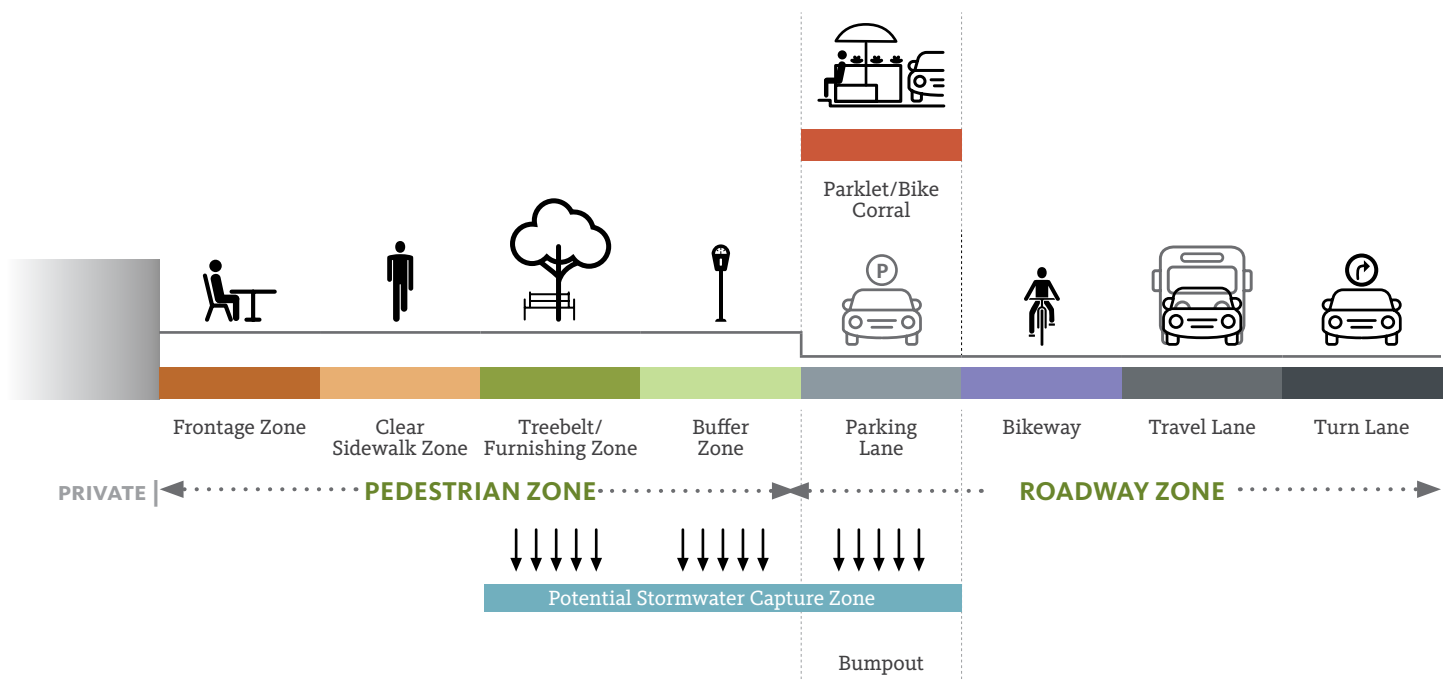 Parklet/Bike
Corral
P
Frontage Zone
Clear
Sidewalk Zone
Treebelt/
Furnishing Zone
Buffer
Zone
Parking
Lane
Bikeway
Travel Lane
Turn Lane
PRIVATE
PEDESTRIAN ZONE
ROADWAY ZONE
Potential Stormwater Capture Zone
Bumpout